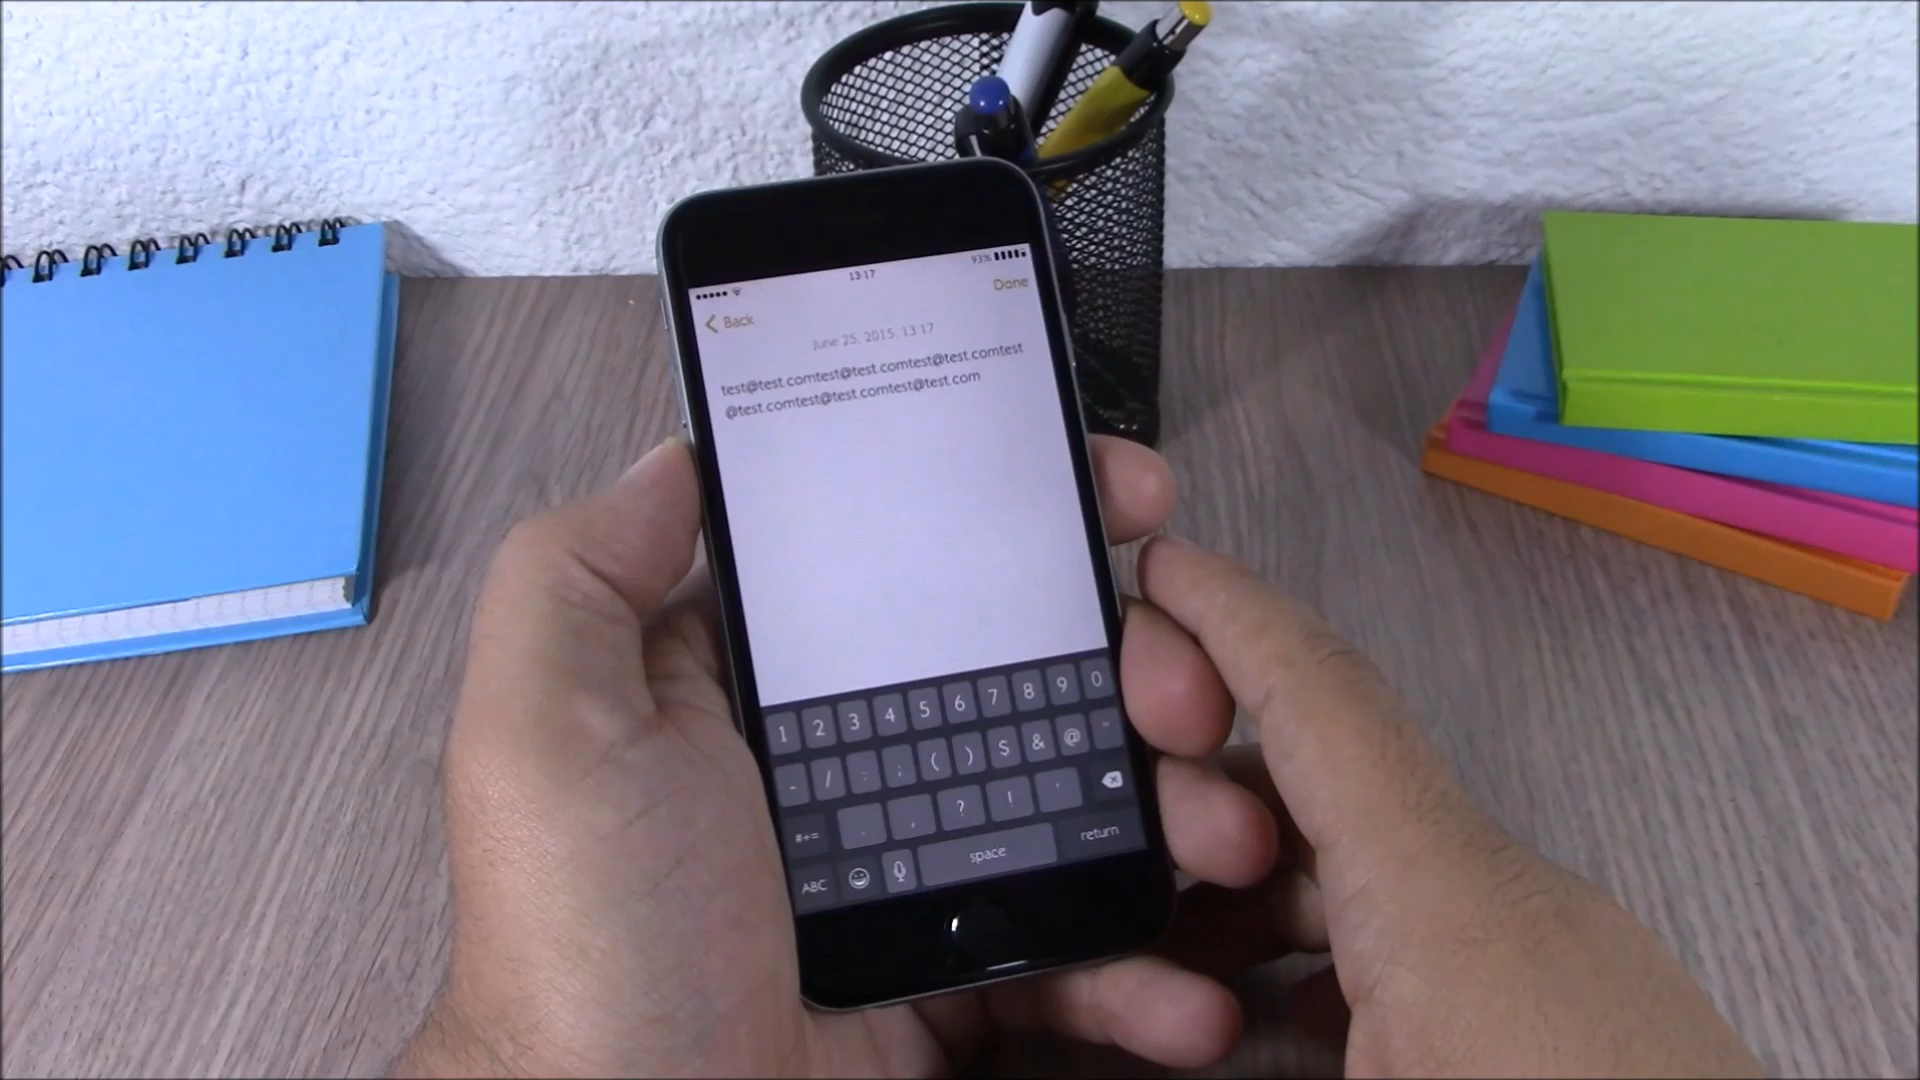 93%
13:17
Done
Back
June 25, 2015, 13:17
test@test.comtest@test.comtest@test.comtest
@test.comtest@test.comtest@test.com
1 2 3 4 5 6 7 8 9 0
- / : ; ( ) $ & @ "
#+= . , ? ! '
ABC space return